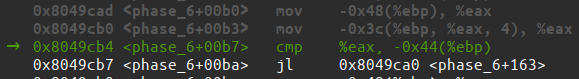 0x8049cad <phase_6+00b0> mov -0x48(%ebp), %eax
0x8049cb0 <phase_6+00b3> mov -0x3c(%ebp, %eax, 4), %eax
→ 0x8049cb4 <phase_6+00b7> cmp %eax, -0x44(%ebp)
0x8049cb7 <phase_6+00ba> jl 0x8049ca0 <phase_6+163>